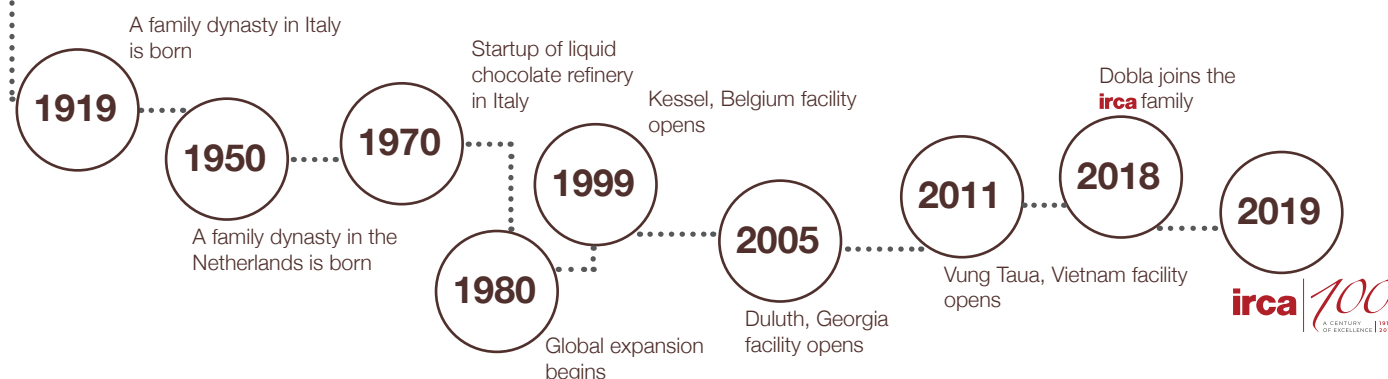 A family dynasty in Italy
is born
1919
1950
A family dynasty in the
Netherlands is born
1970
Startup of liquid
chocolate refinery
in Italy
1980
Global expansion
begins
1999
Kessel, Belgium facility
opens
2005
Duluth, Georgia
facility opens
2011
Vung Taua, Vietnam facility
opens
Dobla joins the
irca family
2018
2019
irca 100
A CENTURY
OF EXCELLENCE